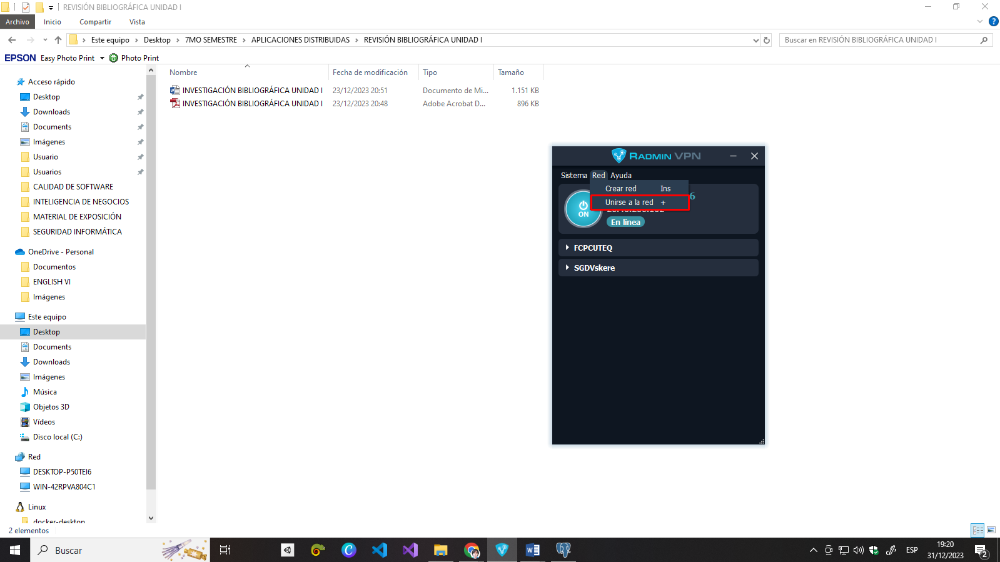 REVISIÓN BIBLIOGRÁFICA UNIDAD I
Archivo Inicio Compartir Vista
Este equipo > Desktop > 7MO SEMESTRE > APLICACIONES DISTRIBUIDAS > REVISIÓN BIBLIOGRÁFICA UNIDAD I
Buscar en REVISIÓN BIBLIOGRÁFICA UNIDAD I
EPSON Easy Photo Print Photo Print
Nombre Fecha de modificación Tipo Tamaño
INVESTIGACIÓN BIBLIOGRÁFICA UNIDAD I 23/12/2023 20:51 Documento de Mi... 1.151 KB
INVESTIGACIÓN BIBLIOGRÁFICA UNIDAD I 23/12/2023 20:48 Adobe Acrobat D... 896 KB
Acceso rápido
Desktop
Downloads
Documents
Imágenes
Usuario
Usuarios
CALIDAD DE SOFTWARE
INTELIGENCIA DE NEGOCIOS
MATERIAL DE EXPOSICIÓN
SEGURIDAD INFORMÁTICA
OneDrive - Personal
Documentos
ENGLISH VI
Imágenes
Este equipo
Desktop
Documents
Downloads
Imágenes
Música
Objetos 3D
Vídeos
Disco local (C:)
Red
DESKTOP-P50TEI6
WIN-42RPVA804C1
Linux
docker-desktop
2 elementos
RADMIN VPN
Sistema Red Ayuda
Crear red Ins
6
Unirse a la red +
ON
En línea
FCPCUTEQ
SGDVskere
Buscar
ESP
19:20
31/12/2023
2